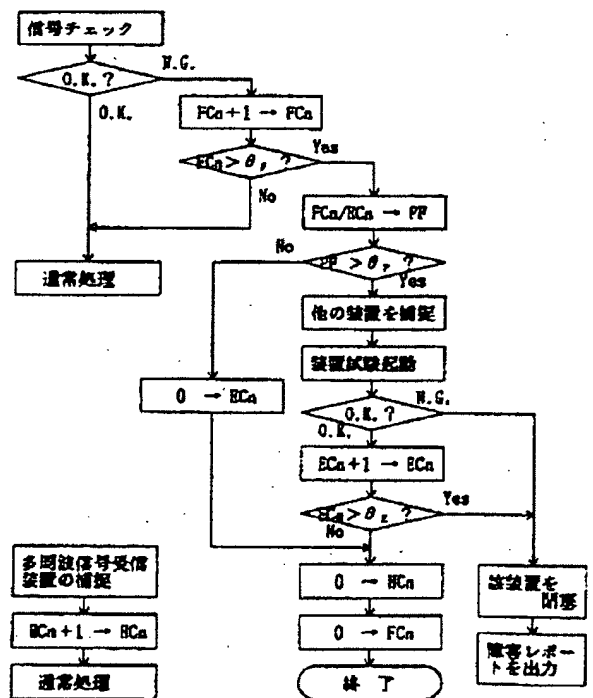 信号チェック
O.K. ?
N.G.
O.K.
FCn+1 → FCn
Yes
No
FCn/HCn → PF
No
Yes
通常処理
他の装置を捕捉
装置試験起動
N.G.
O.K. ?
O.K.
ECn+1 → ECn
0 → ECn
Yes
No
多周波信号受信
装置の捕捉
HCn+1 → HCn
通常処理
0 → HCn
0 → FCn
終 了
該装置を
閉塞
障害レポー
トを出力